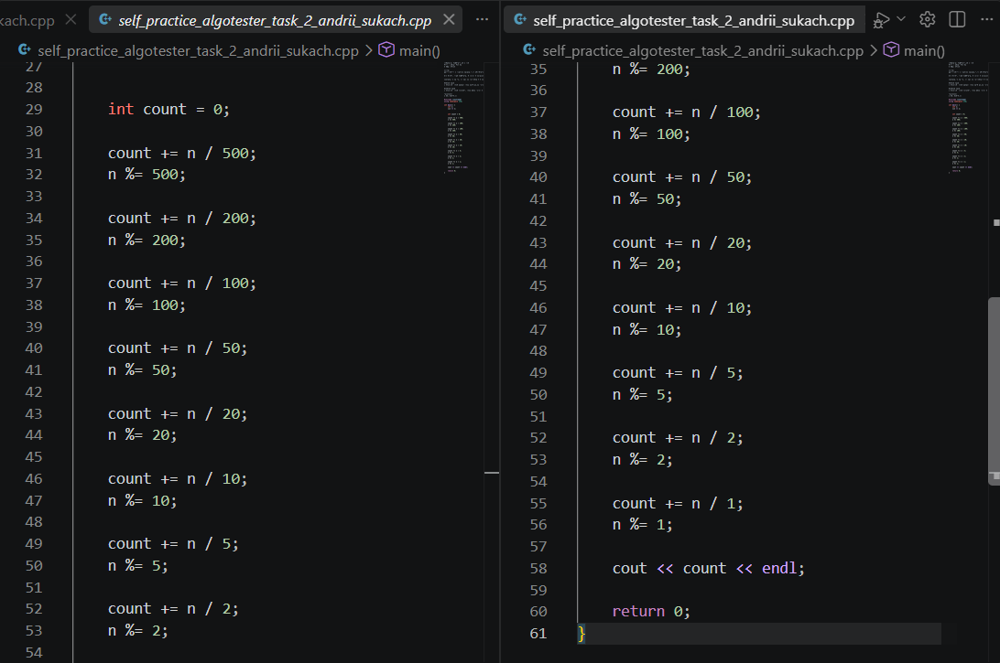 kach.cpp
self_practice_algotester_task_2_andrii_sukach.cpp
self_practice_algotester_task_2_andrii_sukach.cpp > main()
27
28
29 int count = 0;
30
31 count += n / 500;
32 n %= 500;
33
34 count += n / 200;
35 n %= 200;
36
37 count += n / 100;
38 n %= 100;
39
40 count += n / 50;
41 n %= 50;
42
43 count += n / 20;
44 n %= 20;
45
46 count += n / 10;
47 n %= 10;
48
49 count += n / 5;
50 n %= 5;
51
52 count += n / 2;
53 n %= 2;
54
self_practice_algotester_task_2_andrii_sukach.cpp
self_practice_algotester_task_2_andrii_sukach.cpp > main()
35 n %= 200;
36
37 count += n / 100;
38 n %= 100;
39
40 count += n / 50;
41 n %= 50;
42
43 count += n / 20;
44 n %= 20;
45
46 count += n / 10;
47 n %= 10;
48
49 count += n / 5;
50 n %= 5;
51
52 count += n / 2;
53 n %= 2;
54
55 count += n / 1;
56 n %= 1;
57
58 cout << count << endl;
59
60 return 0;
61 }